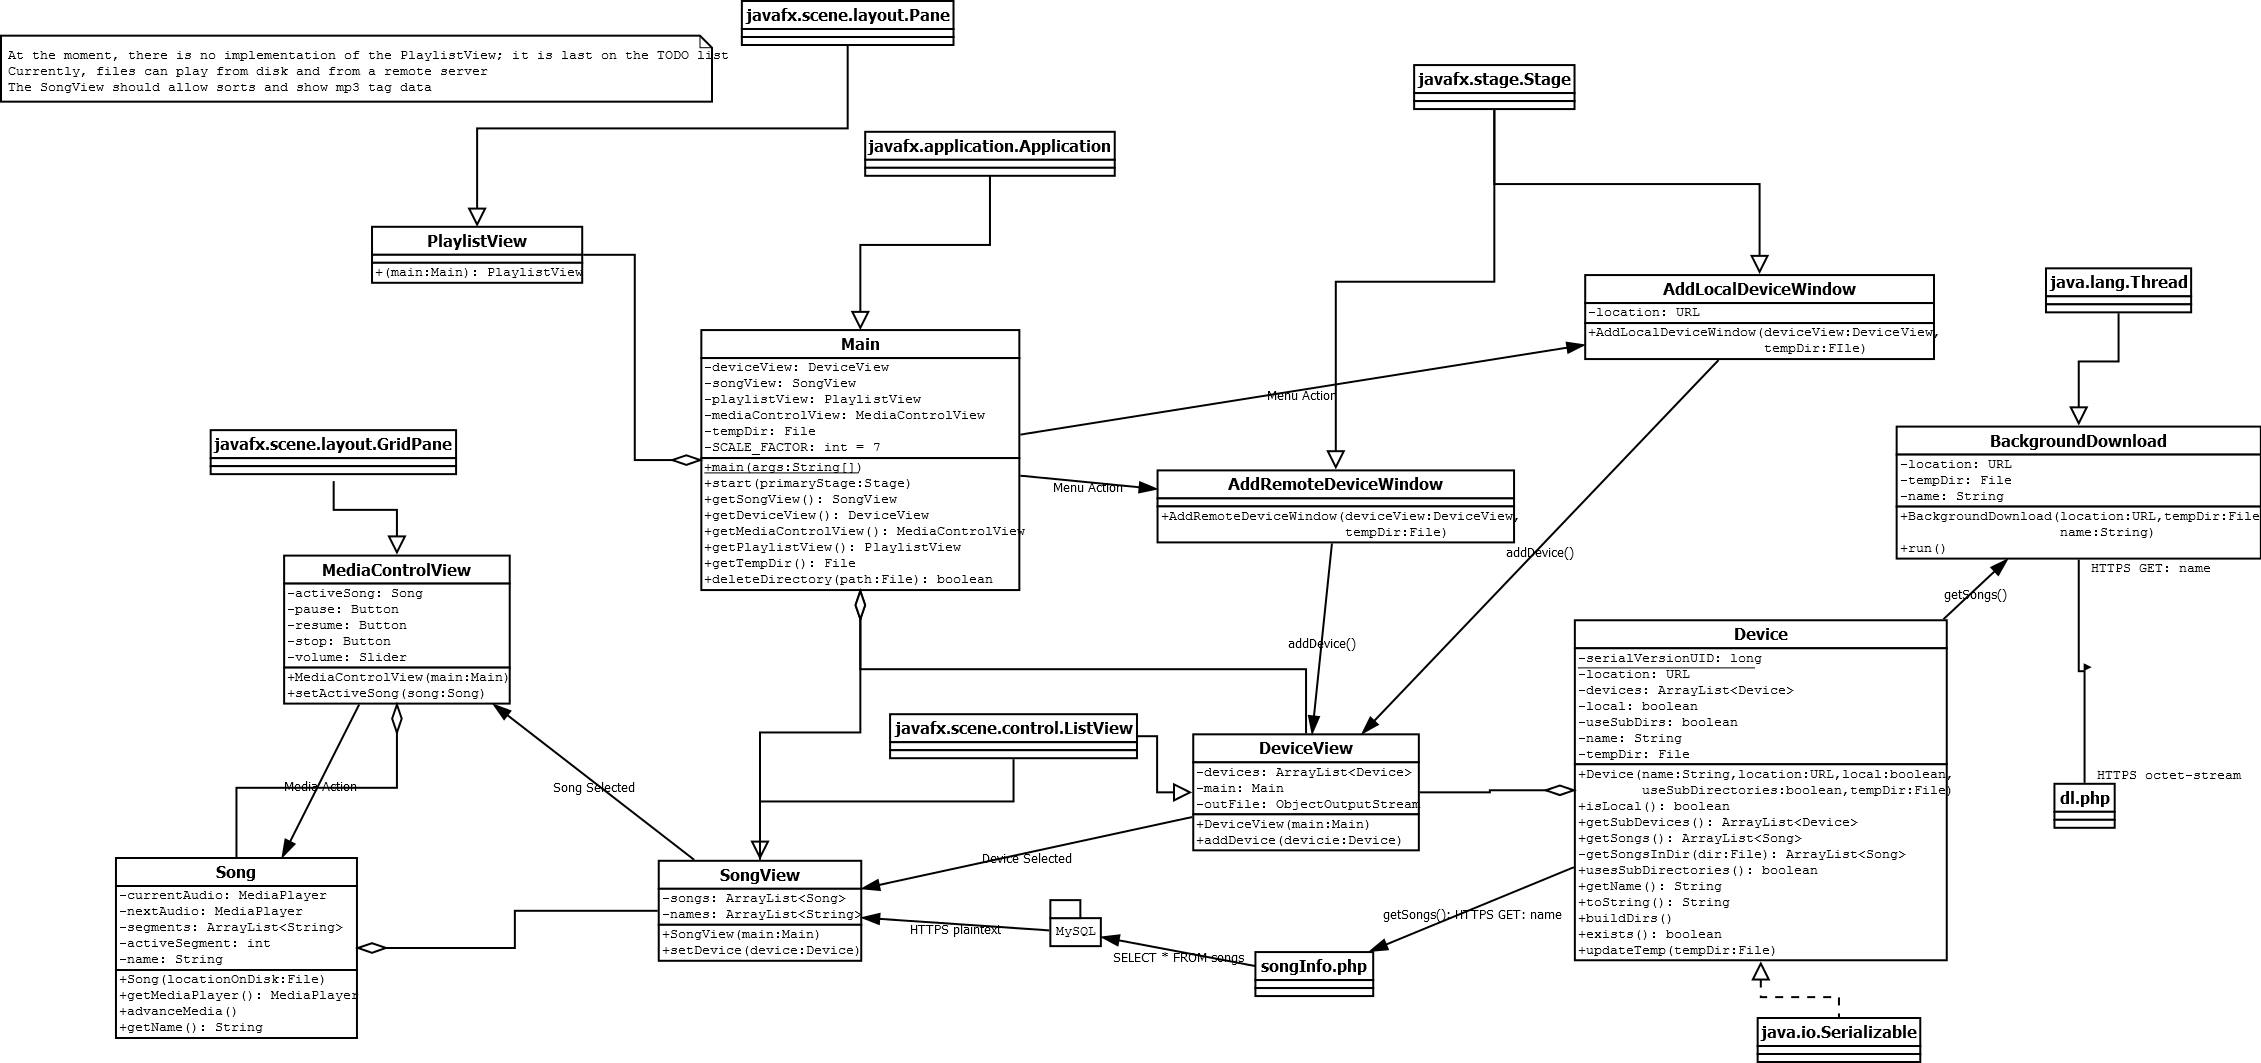 javafx.scene.layout.Pane
At the moment, there is no implementation of the PlaylistView; it is last on the TODO list
Currently, files can play from disk and from a remote server
The SongView should allow sorts and show mp3 tag data
javafx.stage.Stage
javafx.application.Application
PlaylistView
+(main:Main): PlaylistView
AddLocalDeviceWindow
-location: URL
+AddLocalDeviceWindow(deviceView:DeviceView,
tempDir:FIle)
java.lang.Thread
Main
-deviceView: DeviceView
-songView: SongView
-playlistView: PlaylistView
-mediaControlView: MediaControlView
-tempDir: File
-SCALE_FACTOR: int = 7
+main(args:String[])
+start(primaryStage:Stage)
+getSongView(): SongView
+getDeviceView(): DeviceView
+getMediaControlView(): MediaControlView
+getPlaylistView(): PlaylistView
+getTempDir(): File
+deleteDirectory(path:File): boolean
Menu Action
Menu Action
javafx.scene.layout.GridPane
AddRemoteDeviceWindow
+AddRemoteDeviceWindow(deviceView:DeviceView,
tempDir:File)
BackgroundDownload
-location: URL
-tempDir: File
-name: String
+BackgroundDownload(location:URL,tempDir:File
name:String)
+run()
HTTPS GET: name
addDevice()
addDevice()
getSongs()
MediaControlView
-activeSong: Song
-pause: Button
-resume: Button
-stop: Button
-volume: Slider
+MediaControlView(main:Main)
+setActiveSong(song:Song)
Device
-serialVersionUID: long
-location: URL
-devices: ArrayList<Device>
-local: boolean
-useSubDirs: boolean
-name: String
-tempDir: File
+Device(name:String,location:URL,local:boolean,
useSubDirectories:boolean,tempDir:File)
+isLocal(): boolean
+getSubDevices(): ArrayList<Device>
+getSongs(): ArrayList<Song>
-getSongsInDir(dir:File): ArrayList<Song>
+usesSubDirectories(): boolean
+getName(): String
+toString(): String
+buildDirs()
+exists(): boolean
+updateTemp(tempDir:File)
javafx.scene.control.ListView
DeviceView
-devices: ArrayList<Device>
-main: Main
-outFile: ObjectOutputStream
+DeviceView(main:Main)
+addDevice(devicie:Device)
HTTPS octet-stream
dl.php
Media Action
Song Selected
Device Selected
Song
-currentAudio: MediaPlayer
-nextAudio: MediaPlayer
-segments: ArrayList<String>
-activeSegment: int
-name: String
+Song(locationOnDisk:File)
+getMediaPlayer(): MediaPlayer
+advanceMedia()
+getName(): String
SongView
-songs: ArrayList<Song>
-names: ArrayList<String>
+SongView(main:Main)
+setDevice(device:Device)
HTTPS plaintext
MySQL
SELECT * FROM songs
getSongs(): HTTPS GET: name
songInfo.php
java.io.Serializable